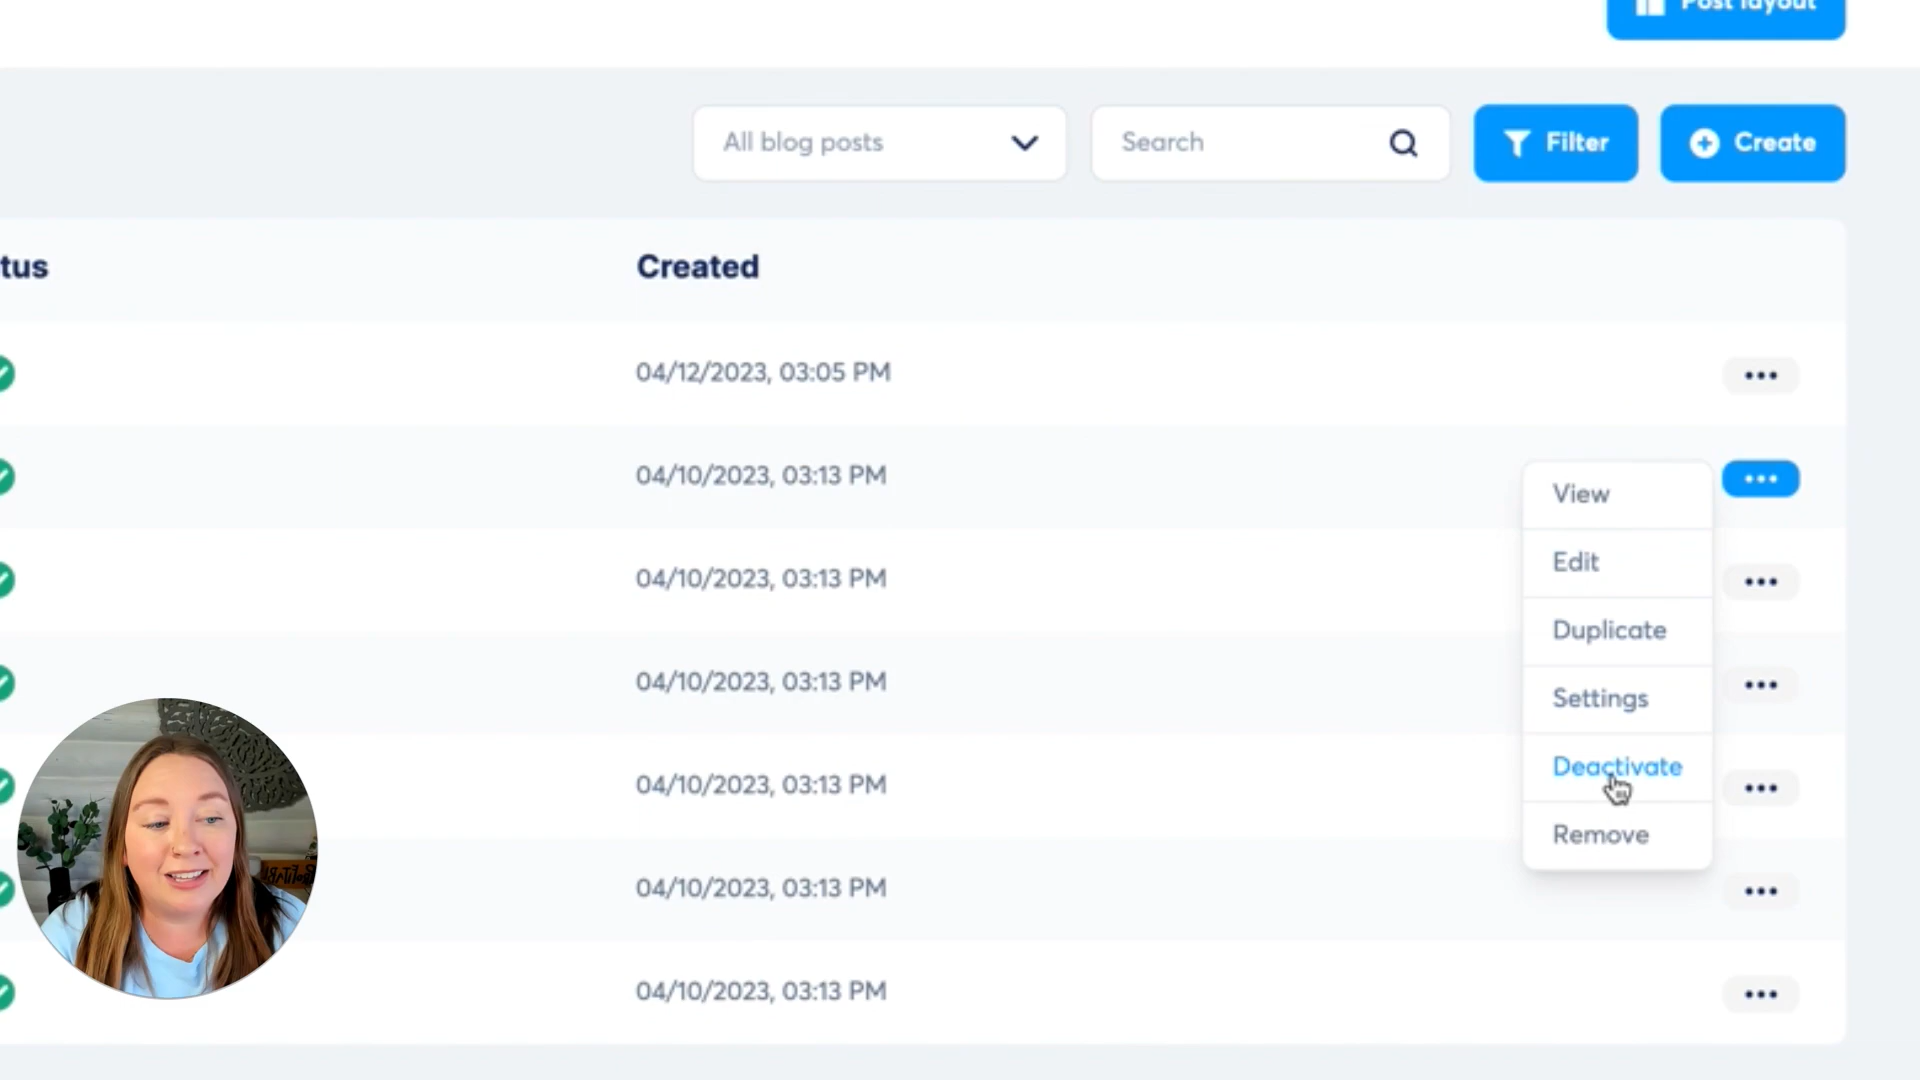 Post layout
All blog posts
Search
Filter
Create
tus
Created
04/12/2023, 03:05 PM
04/10/2023, 03:13 PM
View
Edit
04/10/2023, 03:13 PM
Duplicate
04/10/2023, 03:13 PM
Settings
Deactivate
04/10/2023, 03:13 PM
Remove
04/10/2023, 03:13 PM
04/10/2023, 03:13 PM